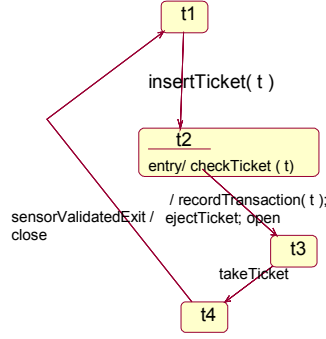 t1
insertTicket( t )
t2
entry/ checkTicket ( t)
/ recordTransaction( t );
ejectTicket; open
sensorValidatedExit /
close
t3
takeTicket
t4